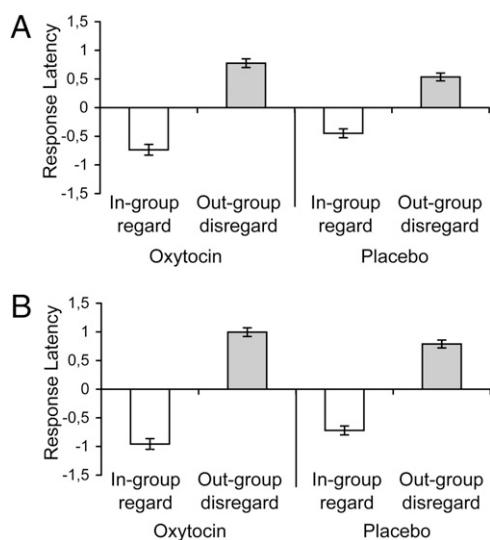 A
Response Latency
1,5
1
0,5
0
-0,5
-1
-1,5
In-group Out-group In-group Out-group
regard disregard regard disregard
Oxytocin Placebo
B
Response Latency
1,5
1
0,5
0
-0,5
-1
-1,5
In-group Out-group In-group Out-group
regard disregard regard disregard
Oxytocin Placebo